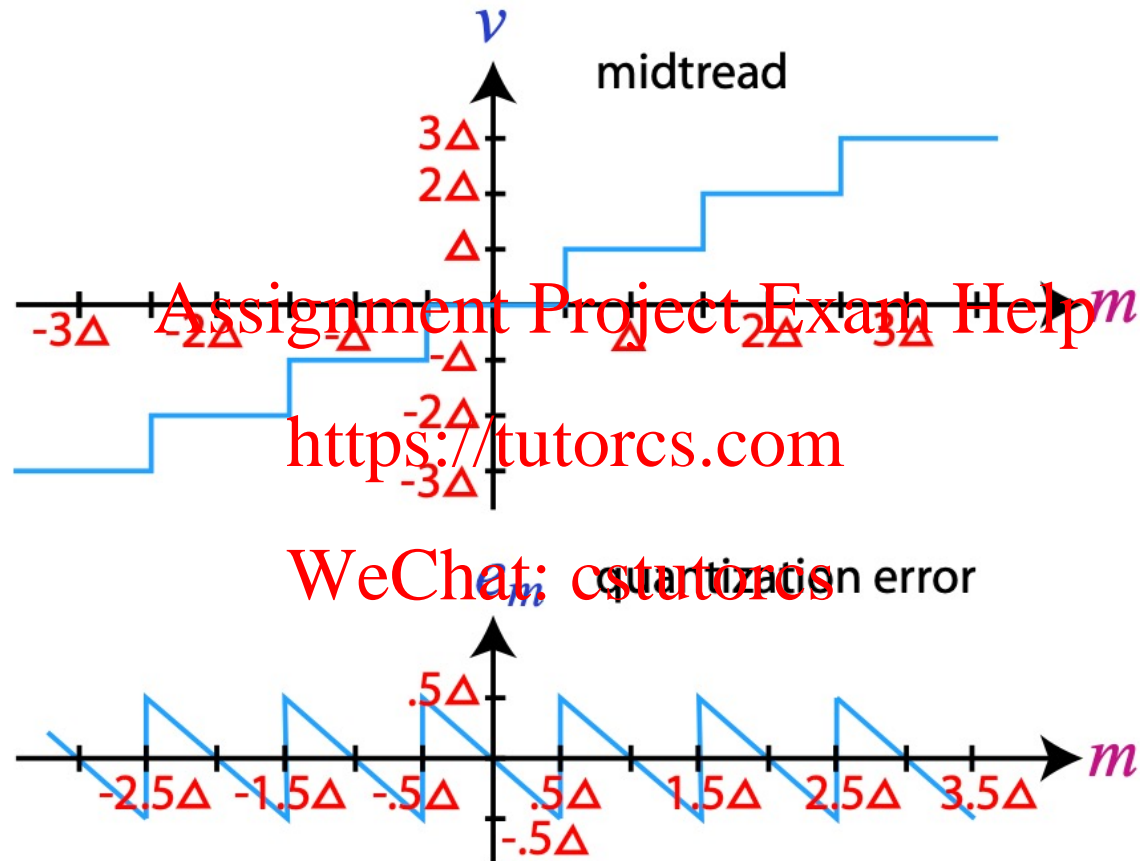 v
midtread
3Δ
2Δ
Δ
Assignment Project Exam Help
m
-3Δ -2Δ -Δ Δ 2Δ 3Δ
-Δ
-2Δ
https://tutorcs.com
-3Δ
WeChat: cstutorcs
e_m quantization error
.5Δ
m
-2.5Δ -1.5Δ -.5Δ .5Δ 1.5Δ 2.5Δ 3.5Δ
-.5Δ